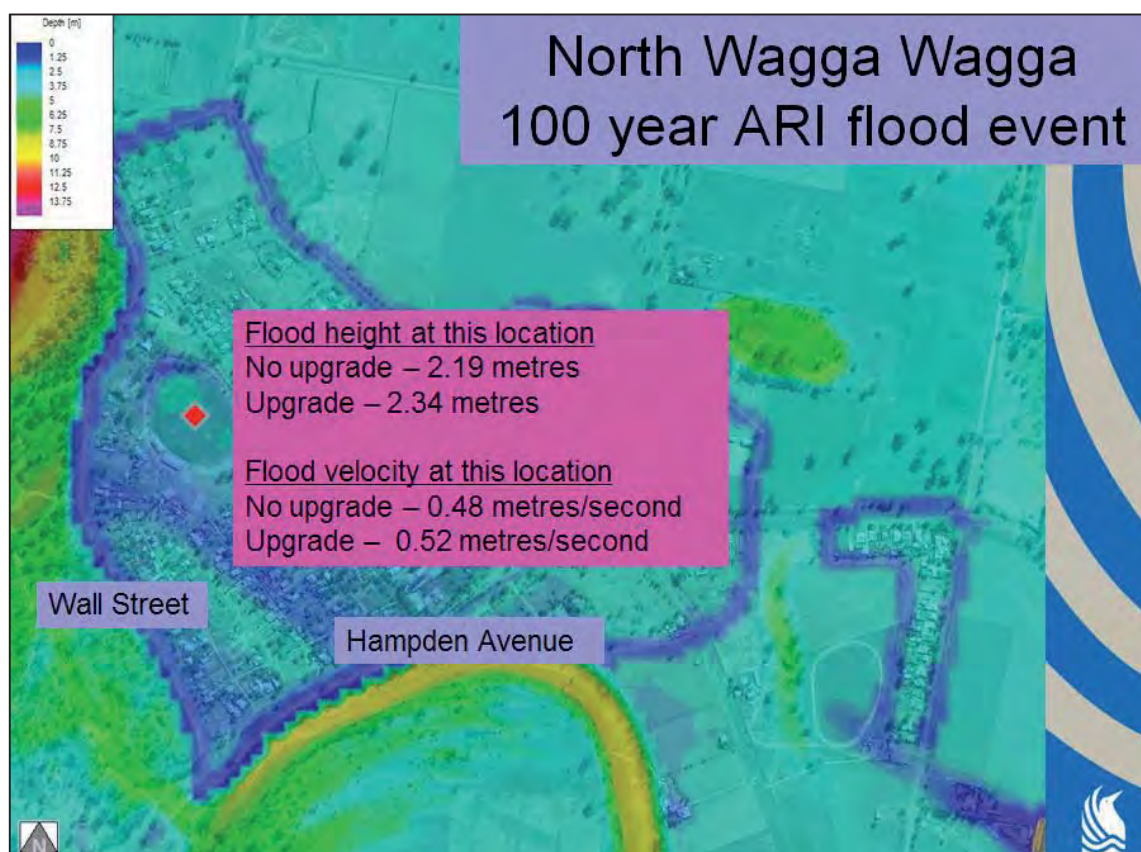 Depth [m]
0
1.25
2.5
3.75
5
6.25
7.5
8.75
10
11.25
12.5
13.75
North Wagga Wagga
100 year ARI flood event
Flood height at this location
No upgrade – 2.19 metres
Upgrade – 2.34 metres
Flood velocity at this location
No upgrade – 0.48 metres/second
Upgrade – 0.52 metres/second
Wall Street
Hampden Avenue
N